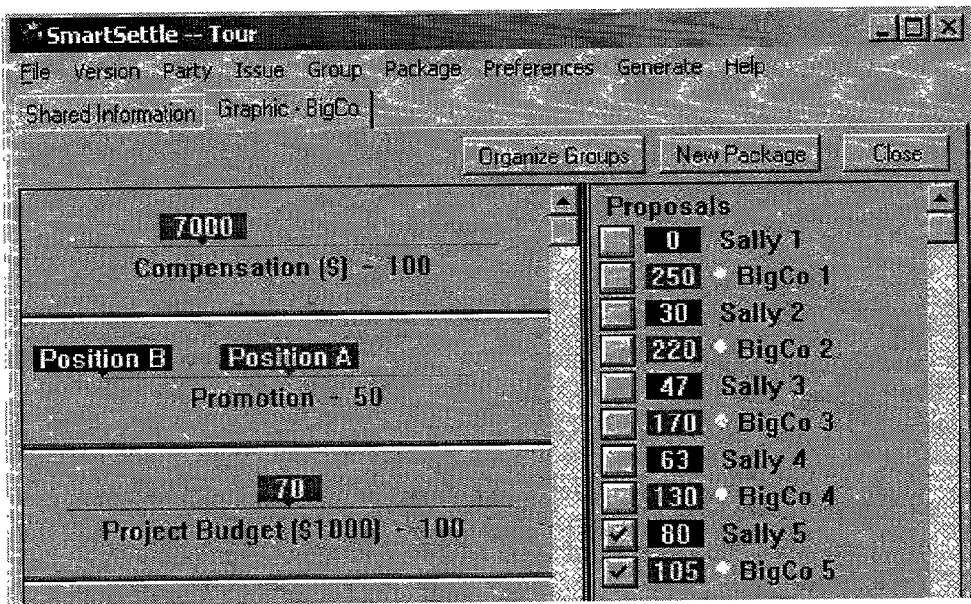 SmartSettle -- Tour
File Version Party Issue Group Package Preferences Generate Help
Shared Information Graphic - BigCo
Organize Groups New Package Close
7000
Compensation ($) - 100
Position B Position A
Promotion - 50
70
Project Budget ($1000) - 100
Proposals
0 Sally 1
250 BigCo 1
30 Sally 2
220 BigCo 2
47 Sally 3
170 BigCo 3
63 Sally 4
130 BigCo 4
80 Sally 5
105 BigCo 5